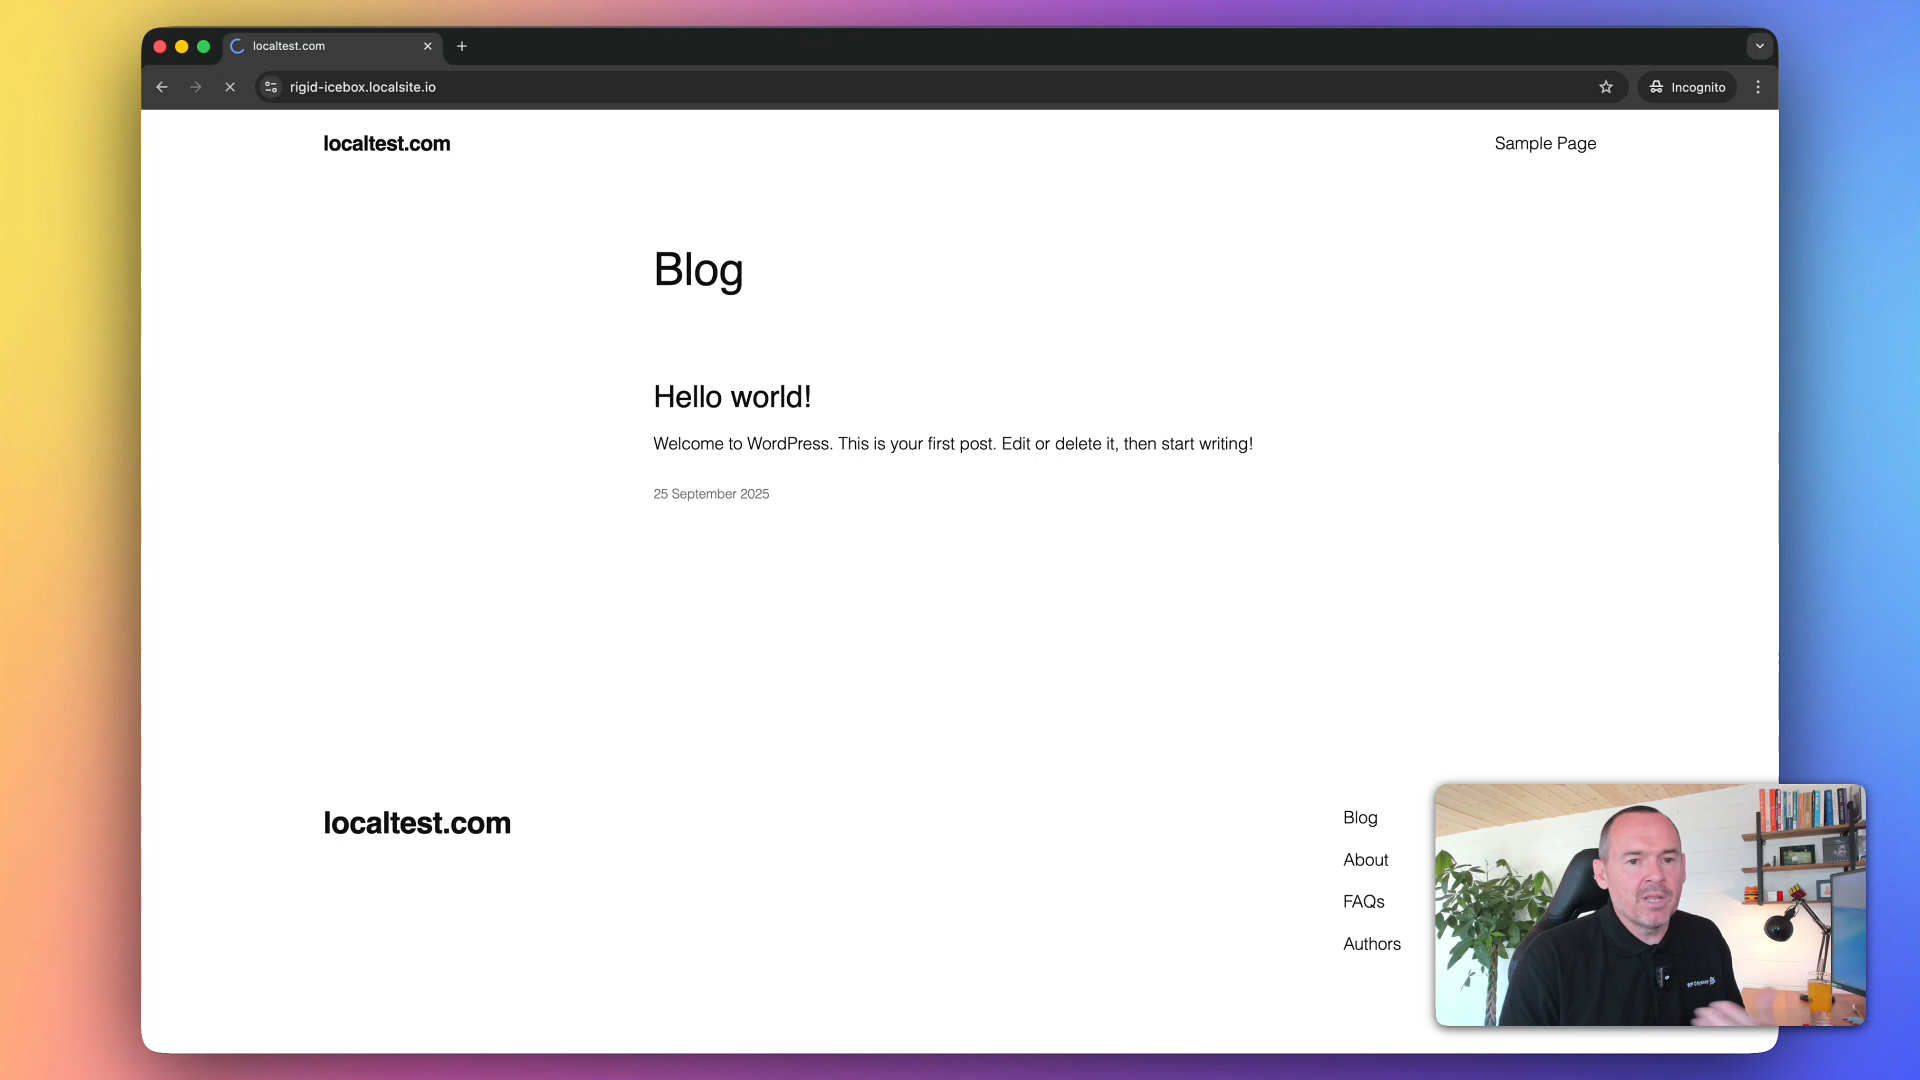 localtest.com
rigid-icebox.localsite.io
Incognito
localtest.com
Sample Page
Blog
Hello world!
Welcome to WordPress. This is your first post. Edit or delete it, then start writing!
25 September 2025
localtest.com
Blog
About
FAQs
Authors